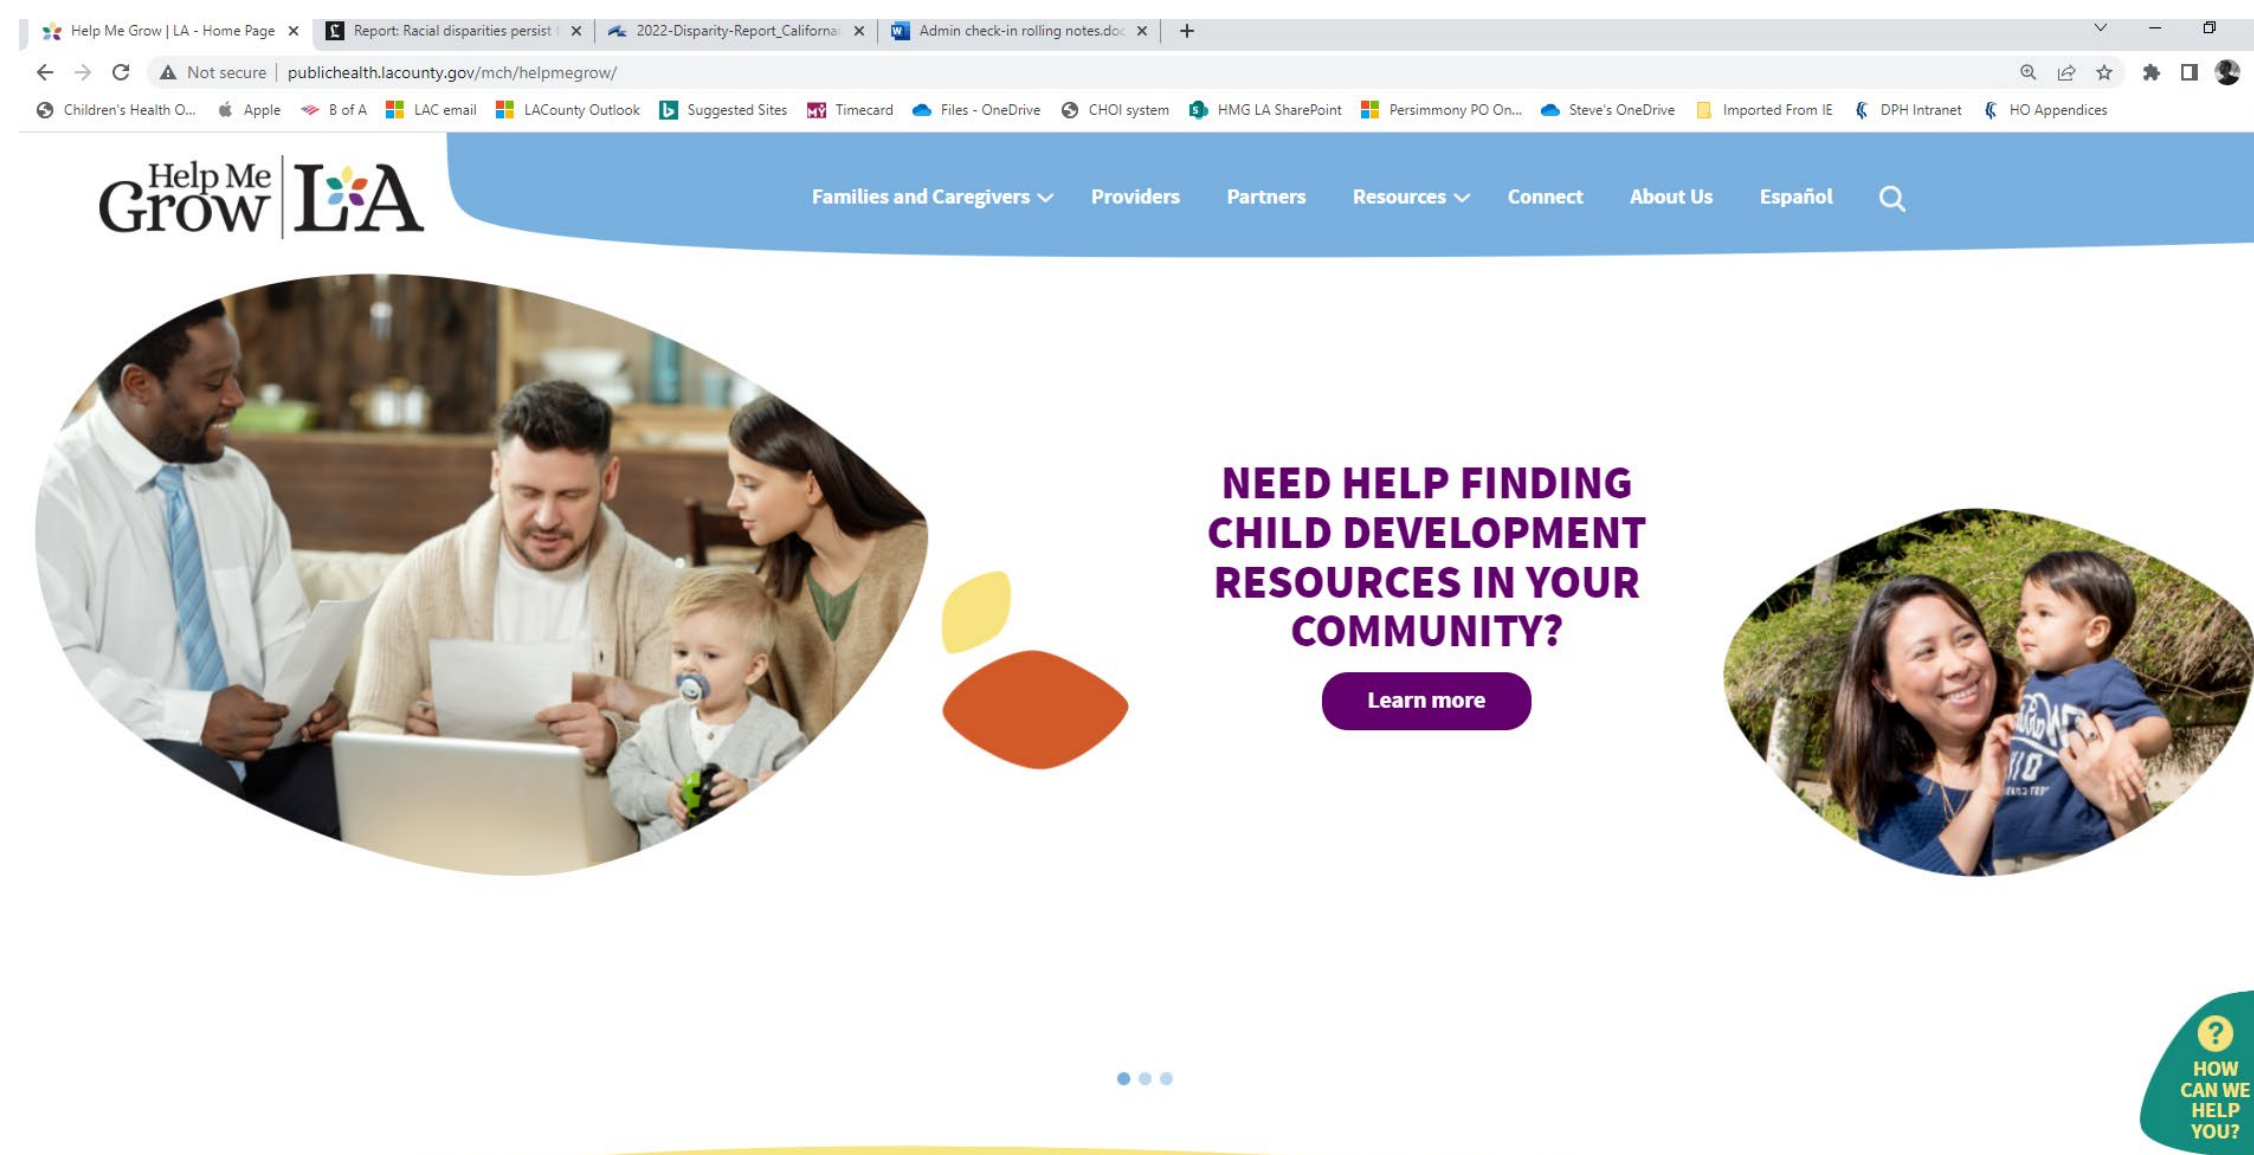 Help Me Grow | LA - Home Page
Report: Racial disparities persist
2022-Disparity-Report_Californa
Admin check-in rolling notes.doc
Not secure | publichealth.lacounty.gov/mch/helpmegrow/
Children's Health O... Apple B of A LAC email LACounty Outlook Suggested Sites Timecard Files - OneDrive CHOI system HMG LA SharePoint Persimmony PO On... Steve's OneDrive Imported From IE DPH Intranet HO Appendices
Help Me
Grow LA
Families and Caregivers Providers Partners Resources Connect About Us Español
NEED HELP FINDING
CHILD DEVELOPMENT
RESOURCES IN YOUR
COMMUNITY?
Learn more
?
HOW
CAN WE
HELP
YOU?